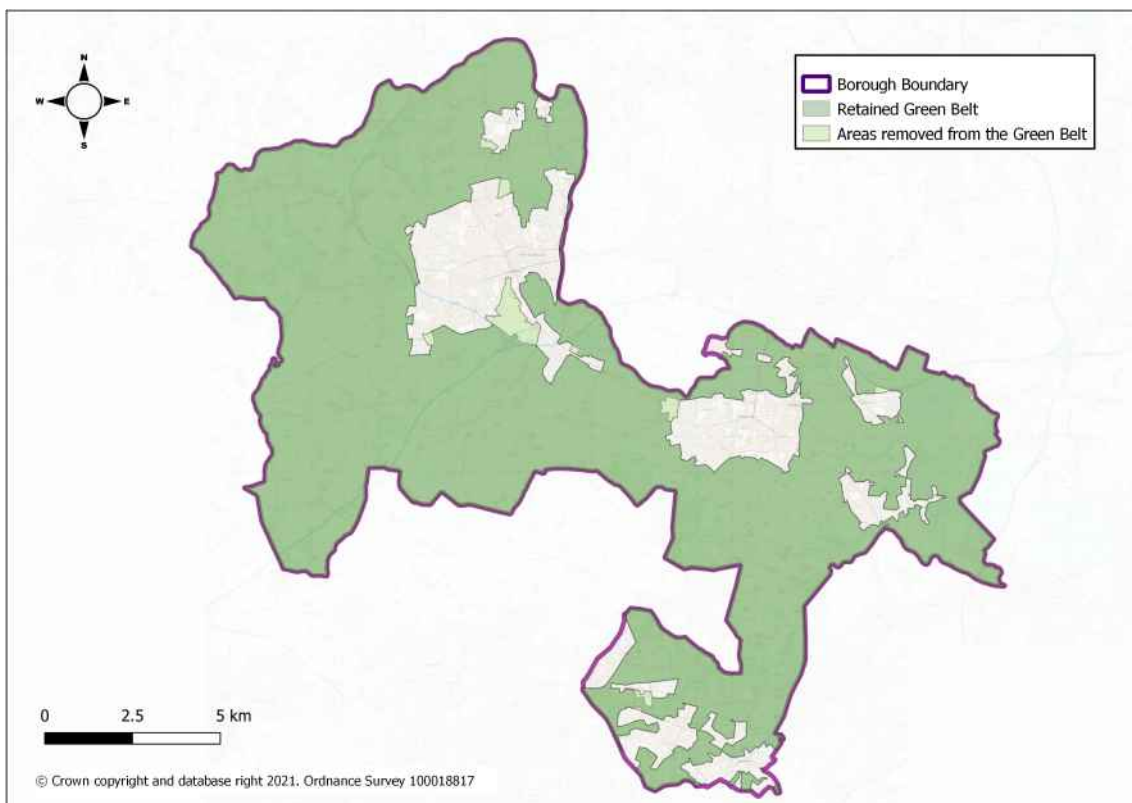 N
W E
S
Borough Boundary
Retained Green Belt
Areas removed from the Green Belt
0 2.5 5 km
© Crown copyright and database right 2021. Ordnance Survey 100018817